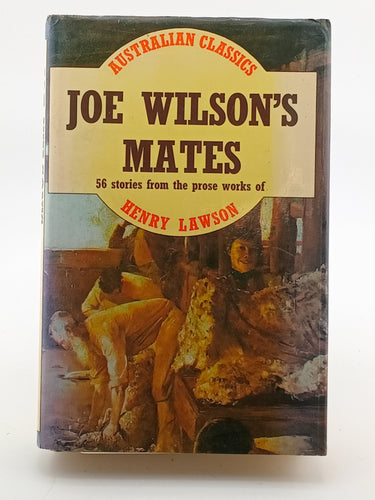 AUSTRALIAN CLASSICS
JOE WILSON'S
MATES
56 stories from the prose works of
HENRY LAWSON